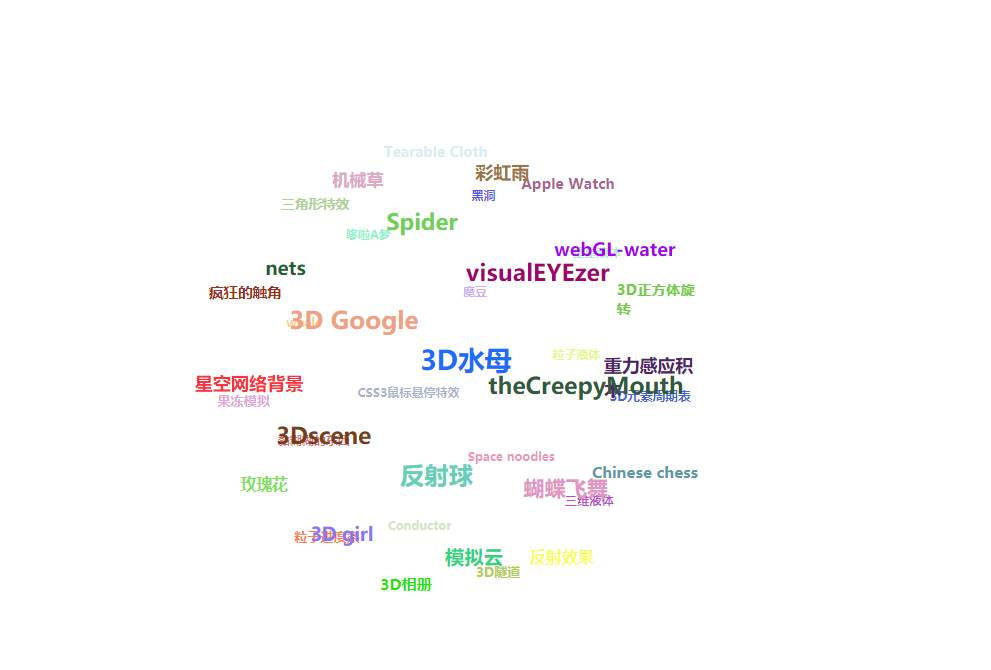 Tearable Cloth
彩虹雨
机械草
Apple Watch
黑洞
三角形特效
Spider
哆啦A梦
webGL-water
nets
visualEYEzer
魔豆
3D正方体旋
转
疯狂的触角
3D Google
3D水母
粒子液体
重力感应积
星空网络背景
theCreepyMouth
CSS3鼠标悬停特效
3D元素周期表
果冻模拟
3Dscene
Space noodles
反射球
Chinese chess
玫瑰花
蝴蝶飞舞
三维液体
Conductor
3D girl
模拟云
反射效果
3D隧道
3D相册